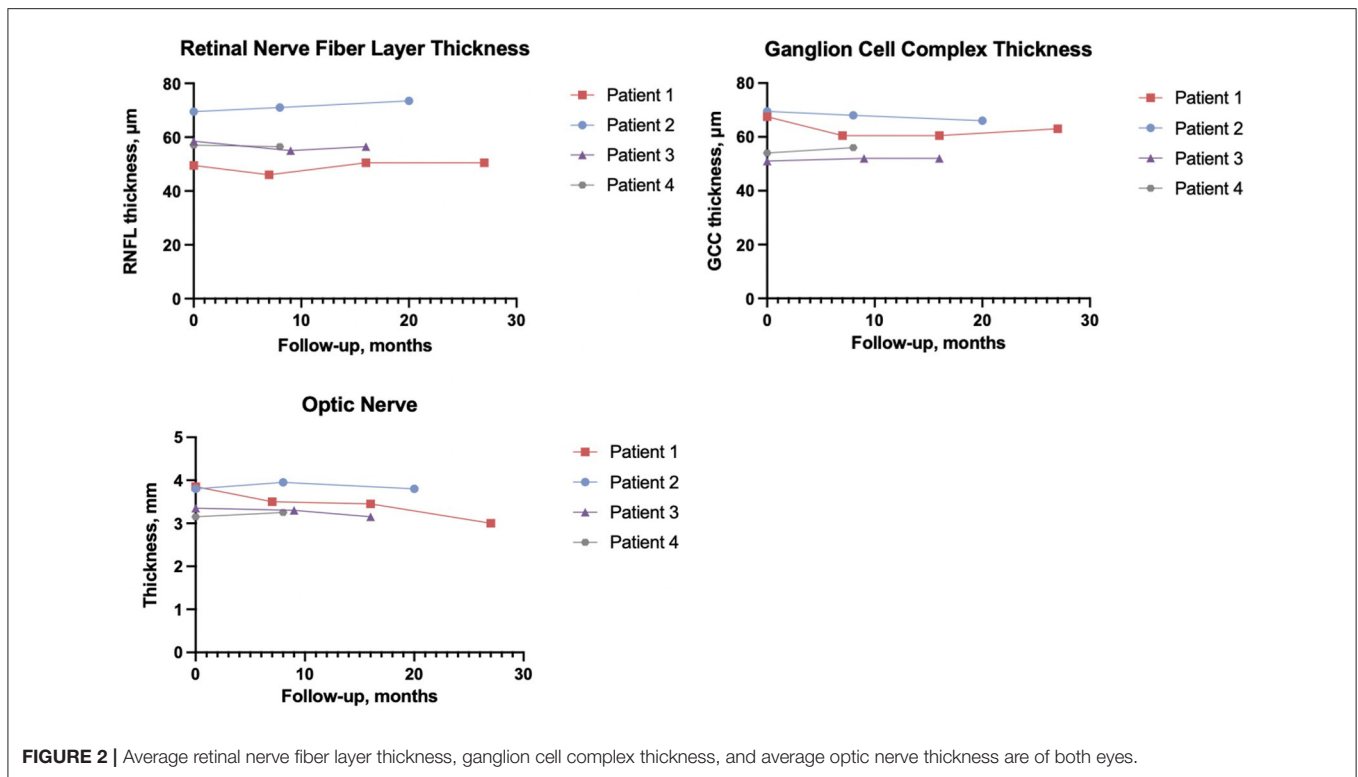 Retinal Nerve Fiber Layer Thickness
80
60
40
20
0
RNFL thickness, µm
0 10 20 30
Follow-up, months
Patient 1
Patient 2
Patient 3
Patient 4
Ganglion Cell Complex Thickness
80
60
40
20
0
GCC thickness, µm
0 10 20 30
Follow-up, months
Patient 1
Patient 2
Patient 3
Patient 4
Optic Nerve
5
4
3
2
1
0
Thickness, mm
0 10 20 30
Follow-up, months
Patient 1
Patient 2
Patient 3
Patient 4
FIGURE 2 | Average retinal nerve fiber layer thickness, ganglion cell complex thickness, and average optic nerve thickness are of both eyes.